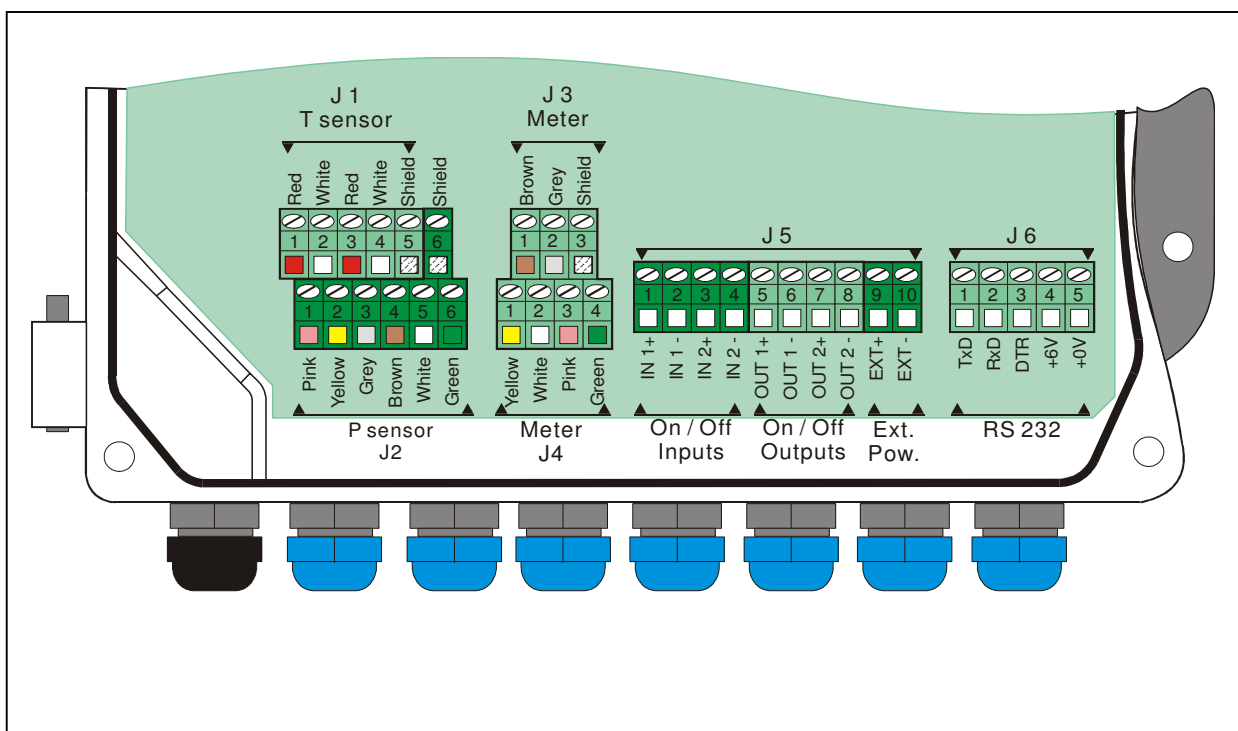 J 1
T sensor
J 3
Meter
Red
White
Red
White
Shield
Shield
Brown
Grey
Shield
1 2 3 4 5 6
1 2 3
J 5
J 6
1 2 3 4 5 6
1 2 3 4
1 2 3 4 5 6 7 8 9 10
1 2 3 4 5
Pink
Yellow
Grey
Brown
White
Green
Yellow
White
Pink
Green
IN 1+
IN 1 -
IN 2+
IN 2 -
OUT 1+
OUT 1 -
OUT 2+
OUT 2 -
EXT+
EXT -
TxD
RxD
DTR
+6V
+0V
P sensor
J2
Meter
J4
On / Off
Inputs
On / Off
Outputs
Ext.
Pow.
RS 232